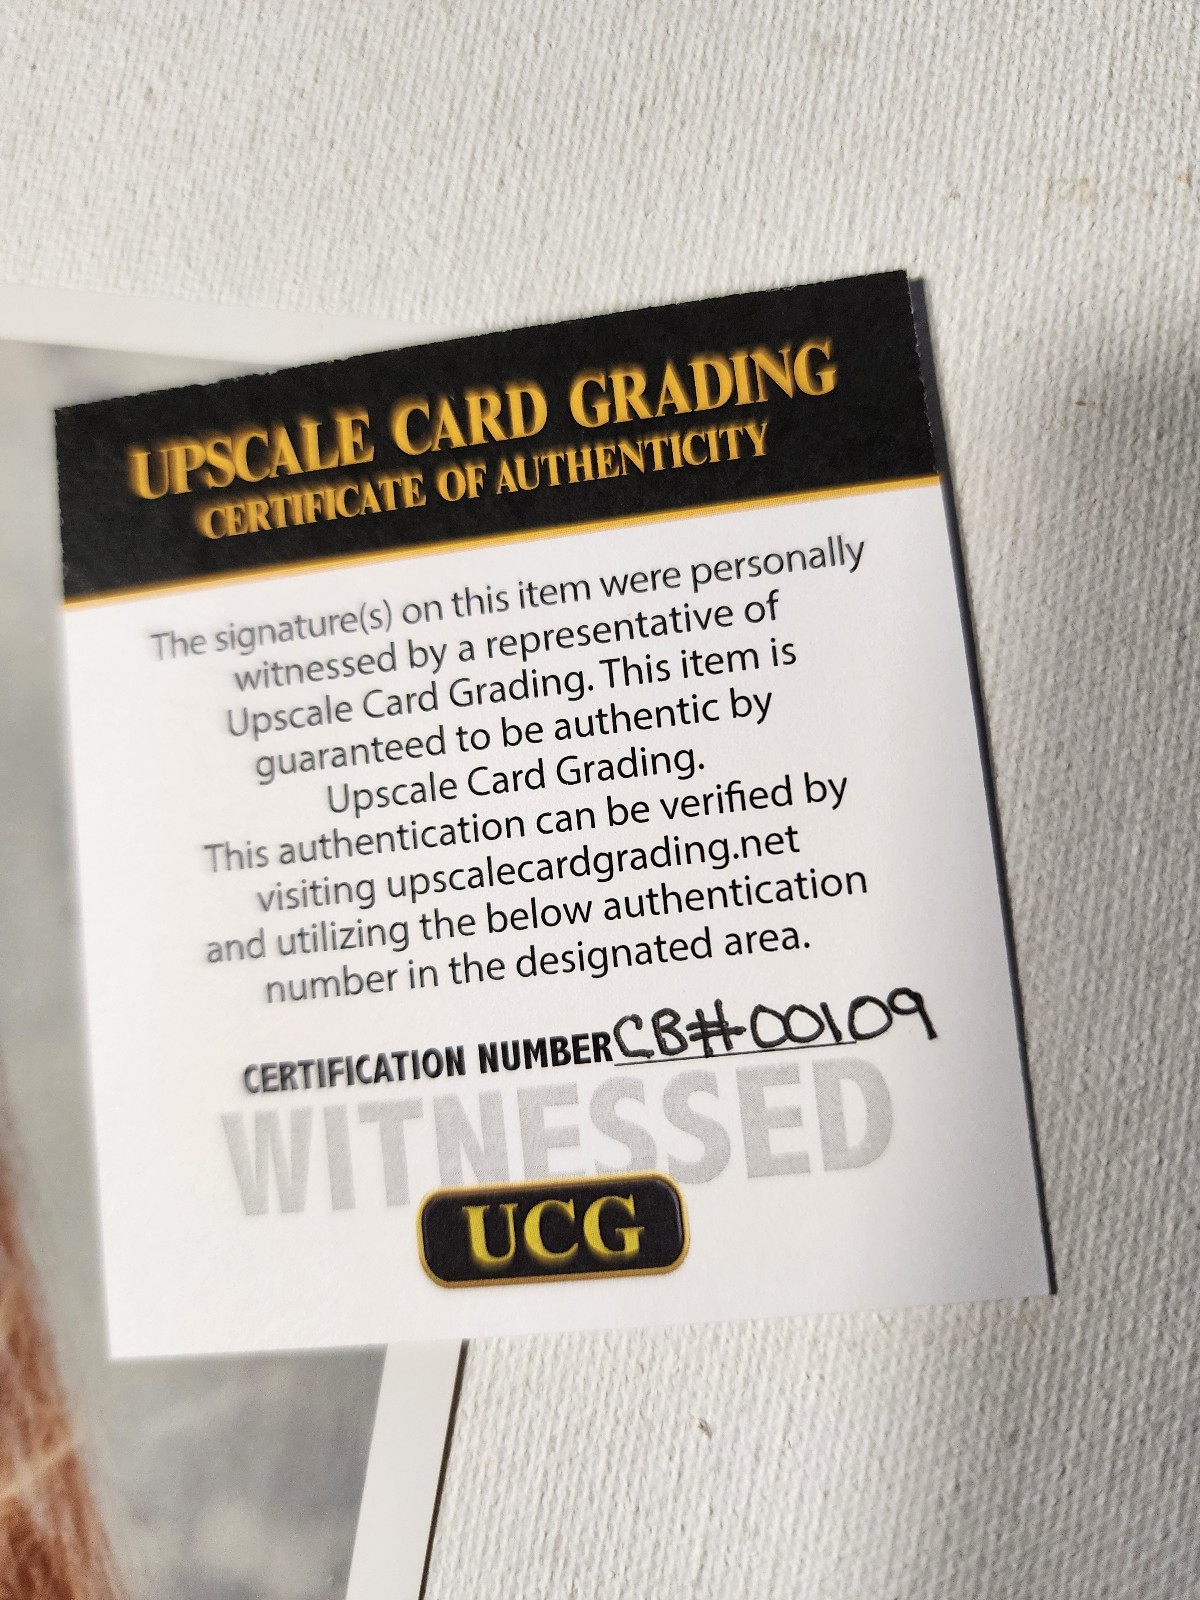 UPSCALE CARD GRADING
CERTIFICATE OF AUTHENTICITY
The signature(s) on this item were personally
witnessed by a representative of
Upscale Card Grading. This item is
guaranteed to be authentic by
Upscale Card Grading.
This authentication can be verified by
visiting upscalecardgrading.net
and utilizing the below authentication
number in the designated area.
CERTIFICATION NUMBER CB#00109
WITNESSED
UCG